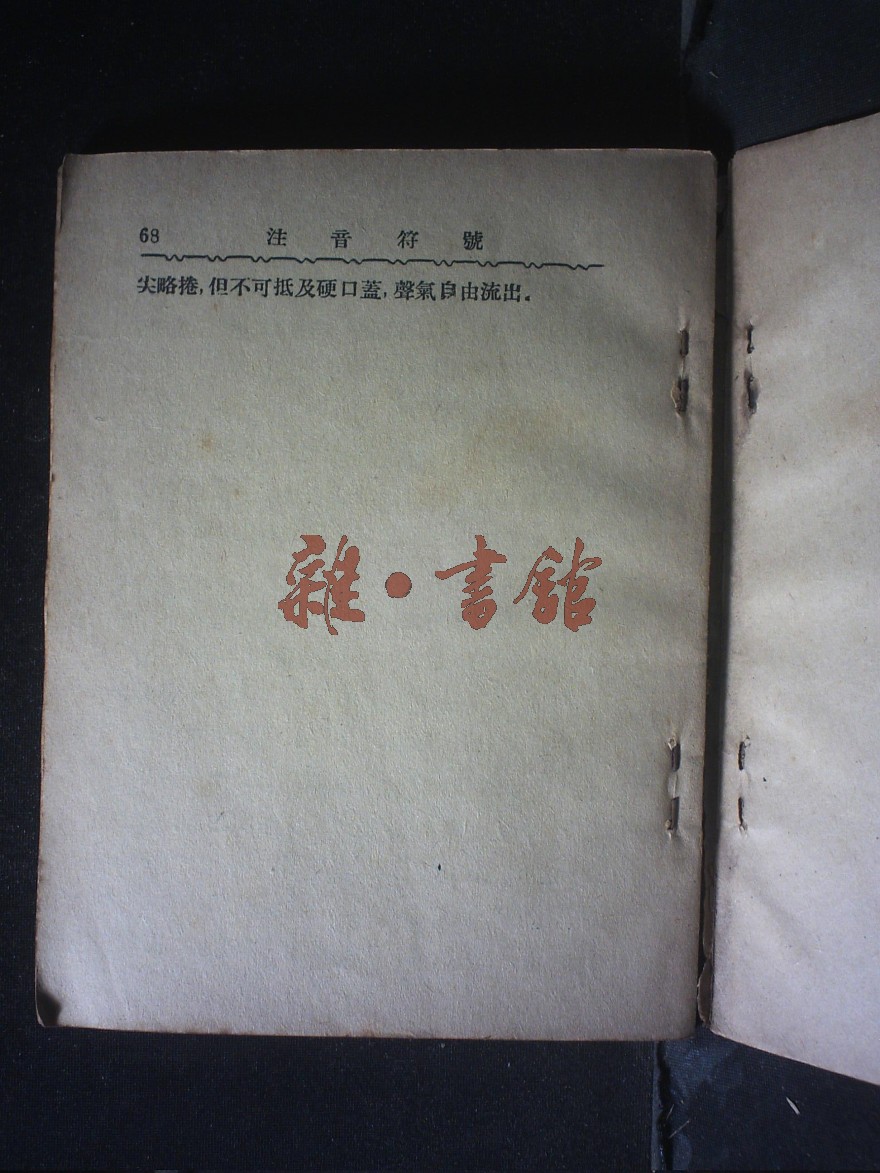 68 注音符號
尖略捲,但不可抵及硬口蓋,聲氣自由流出。
雜•書館